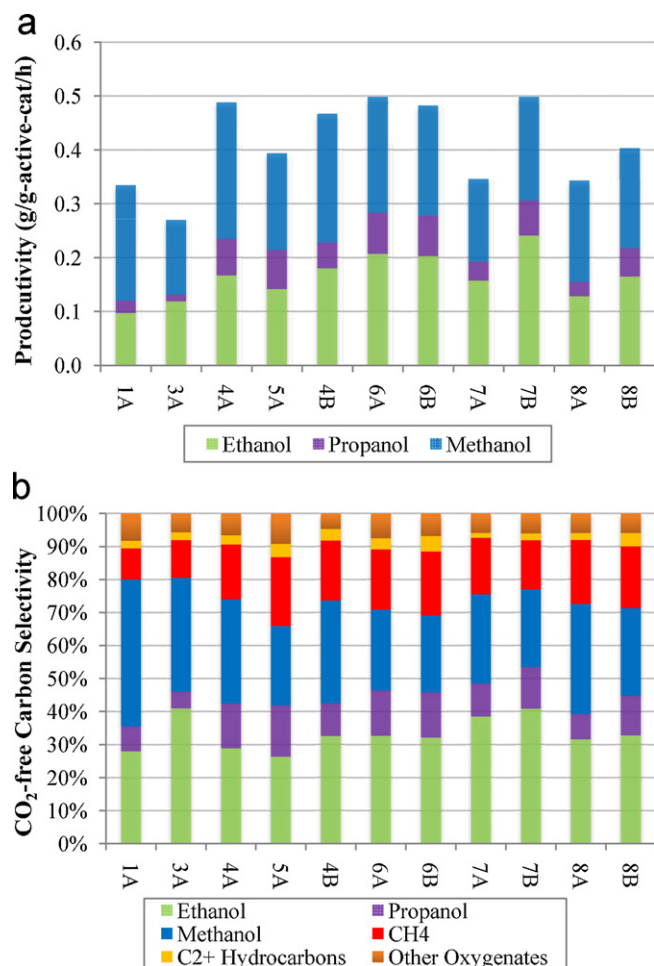 a
Prodcutivity (g/g-active-cat/h)
0.6
0.5
0.4
0.3
0.2
0.1
0.0
1A 3A 4A 5A 4B 6A 6B 7A 7B 8A 8B
Ethanol Propanol Methanol
b
CO₂-free Carbon Selectivity
100%
90%
80%
70%
60%
50%
40%
30%
20%
10%
0%
1A 3A 4A 5A 4B 6A 6B 7A 7B 8A 8B
Ethanol Propanol
Methanol CH4
C2+ Hydrocarbons Other Oxygenates